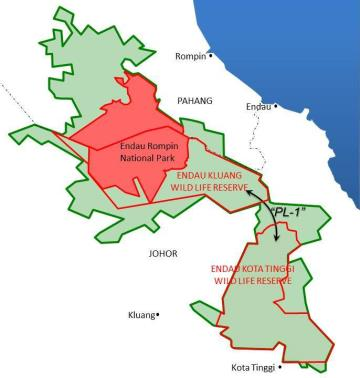 Rompin
PAHANG
Endau
Endau Rompin
National Park
ENDAU KLUANG
WILD LIFE RESERVE
"PL-1"
JOHOR
ENDAU KOTA TINGGI
WILD LIFE RESERVE
Kluang
Kota Tinggi